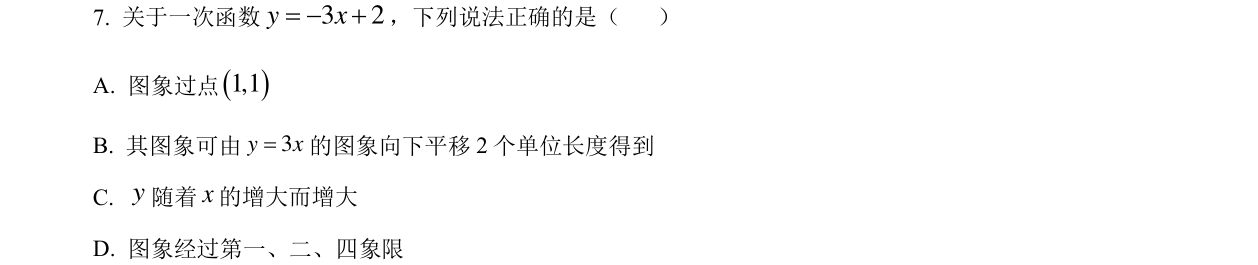 7. 关于一次函数 y = −3x + 2，下列说法正确的是（　　）
A. 图象过点(1,1)
B. 其图象可由 y = 3x 的图象向下平移 2 个单位长度得到
C. y 随着 x 的增大而增大
D. 图象经过第一、二、四象限